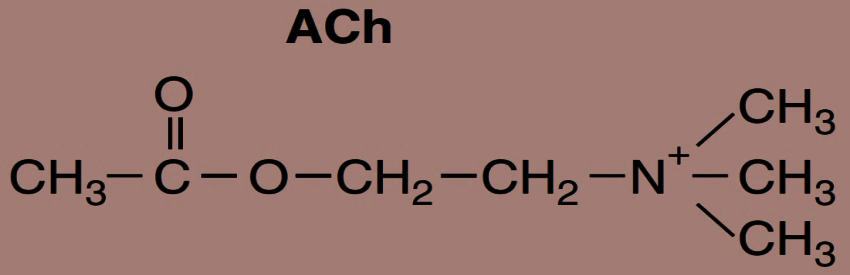 ACh
O
CH₃
CH₃—C—O—CH₂—CH₂—N⁺—CH₃
CH₃